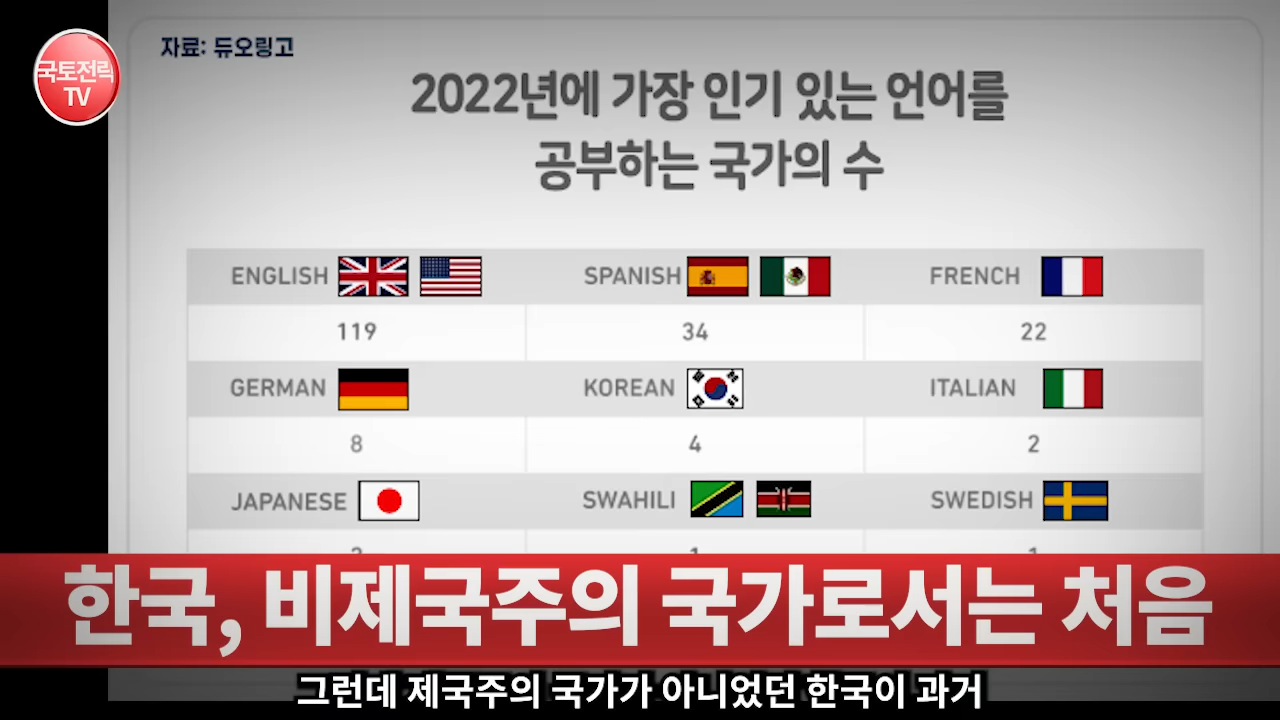 국토전략
TV
자료: 듀오링고
2022년에 가장 인기 있는 언어를
공부하는 국가의 수
ENGLISH SPANISH FRENCH
119 34 22
GERMAN KOREAN ITALIAN
8 4 2
JAPANESE SWAHILI SWEDISH
한국, 비제국주의 국가로서는 처음
그런데 제국주의 국가가 아니었던 한국이 과거